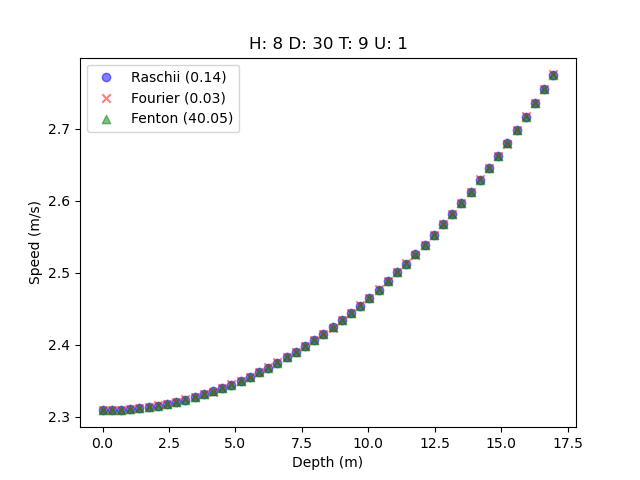 H: 8 D: 30 T: 9 U: 1
Raschii (0.14)
Fourier (0.03)
Fenton (40.05)
2.7
2.6
2.5
2.4
2.3
Speed (m/s)
0.0 2.5 5.0 7.5 10.0 12.5 15.0 17.5
Depth (m)